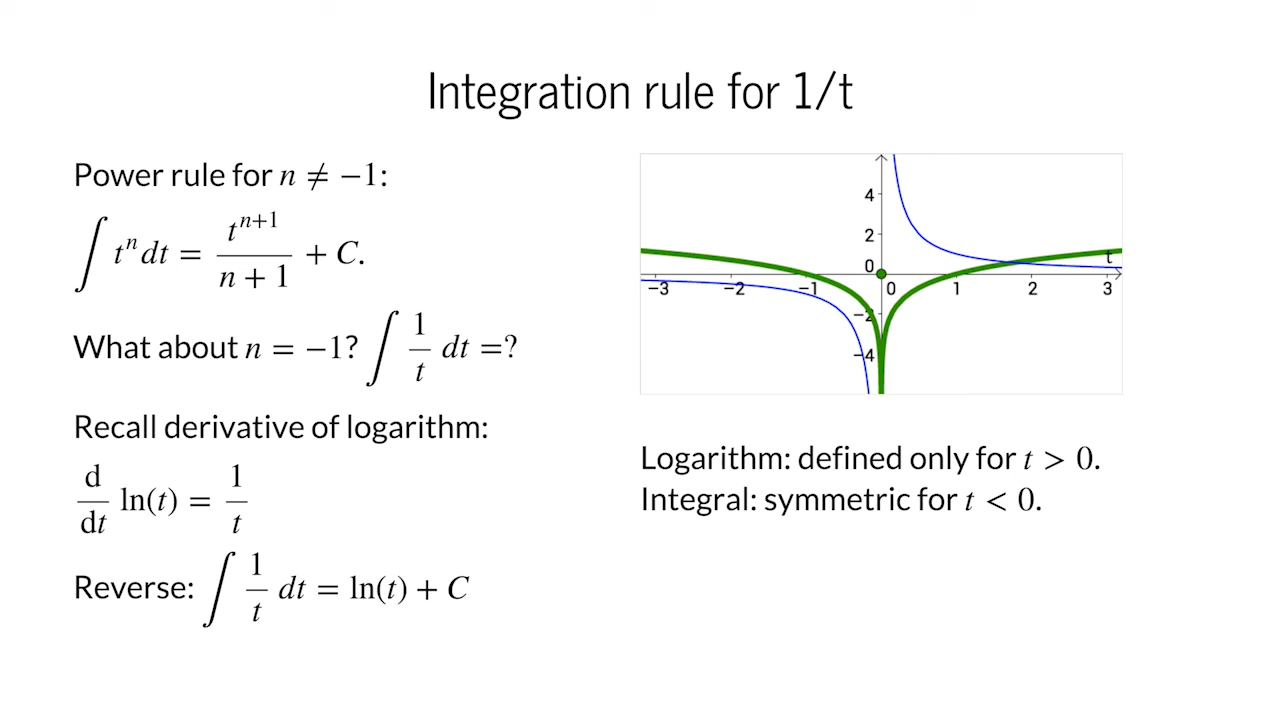 Integration rule for 1/t
Power rule for n ≠ −1:
∫ tⁿ dt = tⁿ⁺¹ / (n + 1) + C.
What about n = −1? ∫ 1/t dt =?
Recall derivative of logarithm:
d/dt ln(t) = 1/t
Reverse: ∫ 1/t dt = ln(t) + C
4
2
0
t
−3 −2 −1 0 1 2 3
−2
−4
Logarithm: defined only for t > 0.
Integral: symmetric for t < 0.